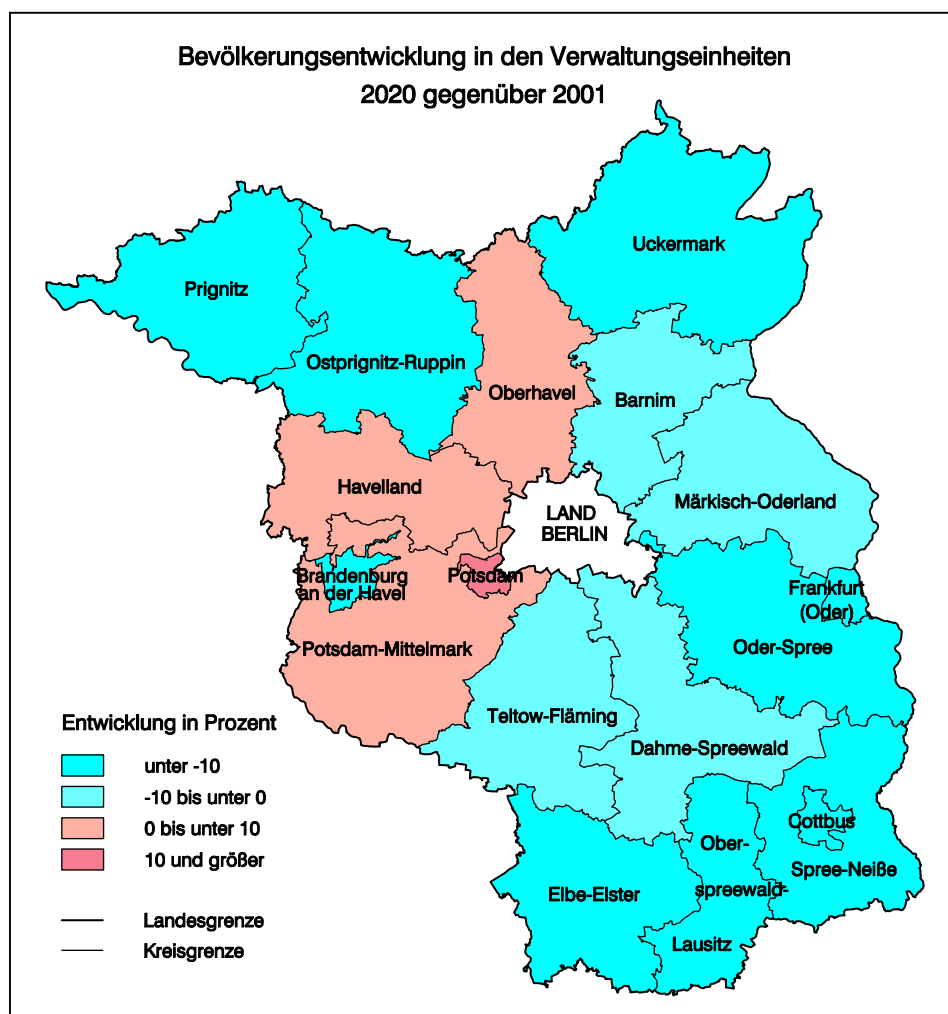 Bevölkerungsentwicklung in den Verwaltungseinheiten
2020 gegenüber 2001
Uckermark
Prignitz
Ostprignitz-Ruppin
Oberhavel
Barnim
Havelland
Märkisch-Oderland
LAND
BERLIN
Brandenburg
an der Havel
Potsdam
Frankfurt
(Oder)
Potsdam-Mittelmark
Oder-Spree
Teltow-Fläming
Dahme-Spreewald
Entwicklung in Prozent
unter -10
-10 bis unter 0
0 bis unter 10
10 und größer
Cottbus
Ober-
Spree-Neiße
Elbe-Elster
spreewald-
Lausitz
Landesgrenze
Kreisgrenze